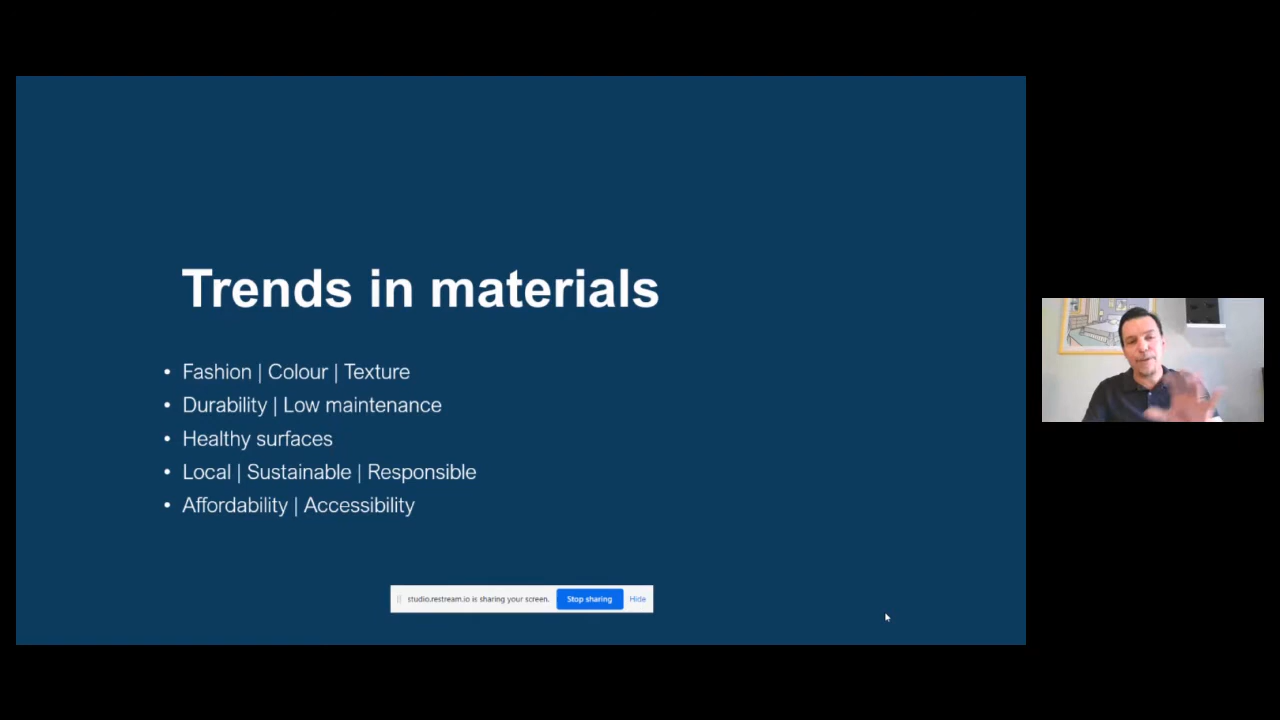 Trends in materials
• Fashion | Colour | Texture
• Durability | Low maintenance
• Healthy surfaces
• Local | Sustainable | Responsible
• Affordability | Accessibility
studio.restream.io is sharing your screen. Stop sharing Hide